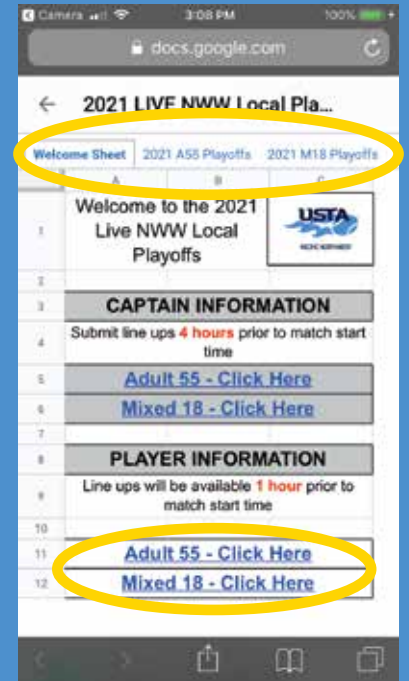 Camera 3:08 PM 100%
docs.google.com
2021 LIVE NWW Local Pla...
Welcome Sheet 2021 A55 Playoffs 2021 M18 Playoffs
A B C
1 Welcome to the 2021
Live NWW Local
Playoffs
USTA
PACIFIC NORTHWEST
2
3 CAPTAIN INFORMATION
4 Submit line ups 4 hours prior to match start
time
5 Adult 55 - Click Here
6 Mixed 18 - Click Here
7
8 PLAYER INFORMATION
9 Line ups will be available 1 hour prior to
match start time
10
11 Adult 55 - Click Here
12 Mixed 18 - Click Here